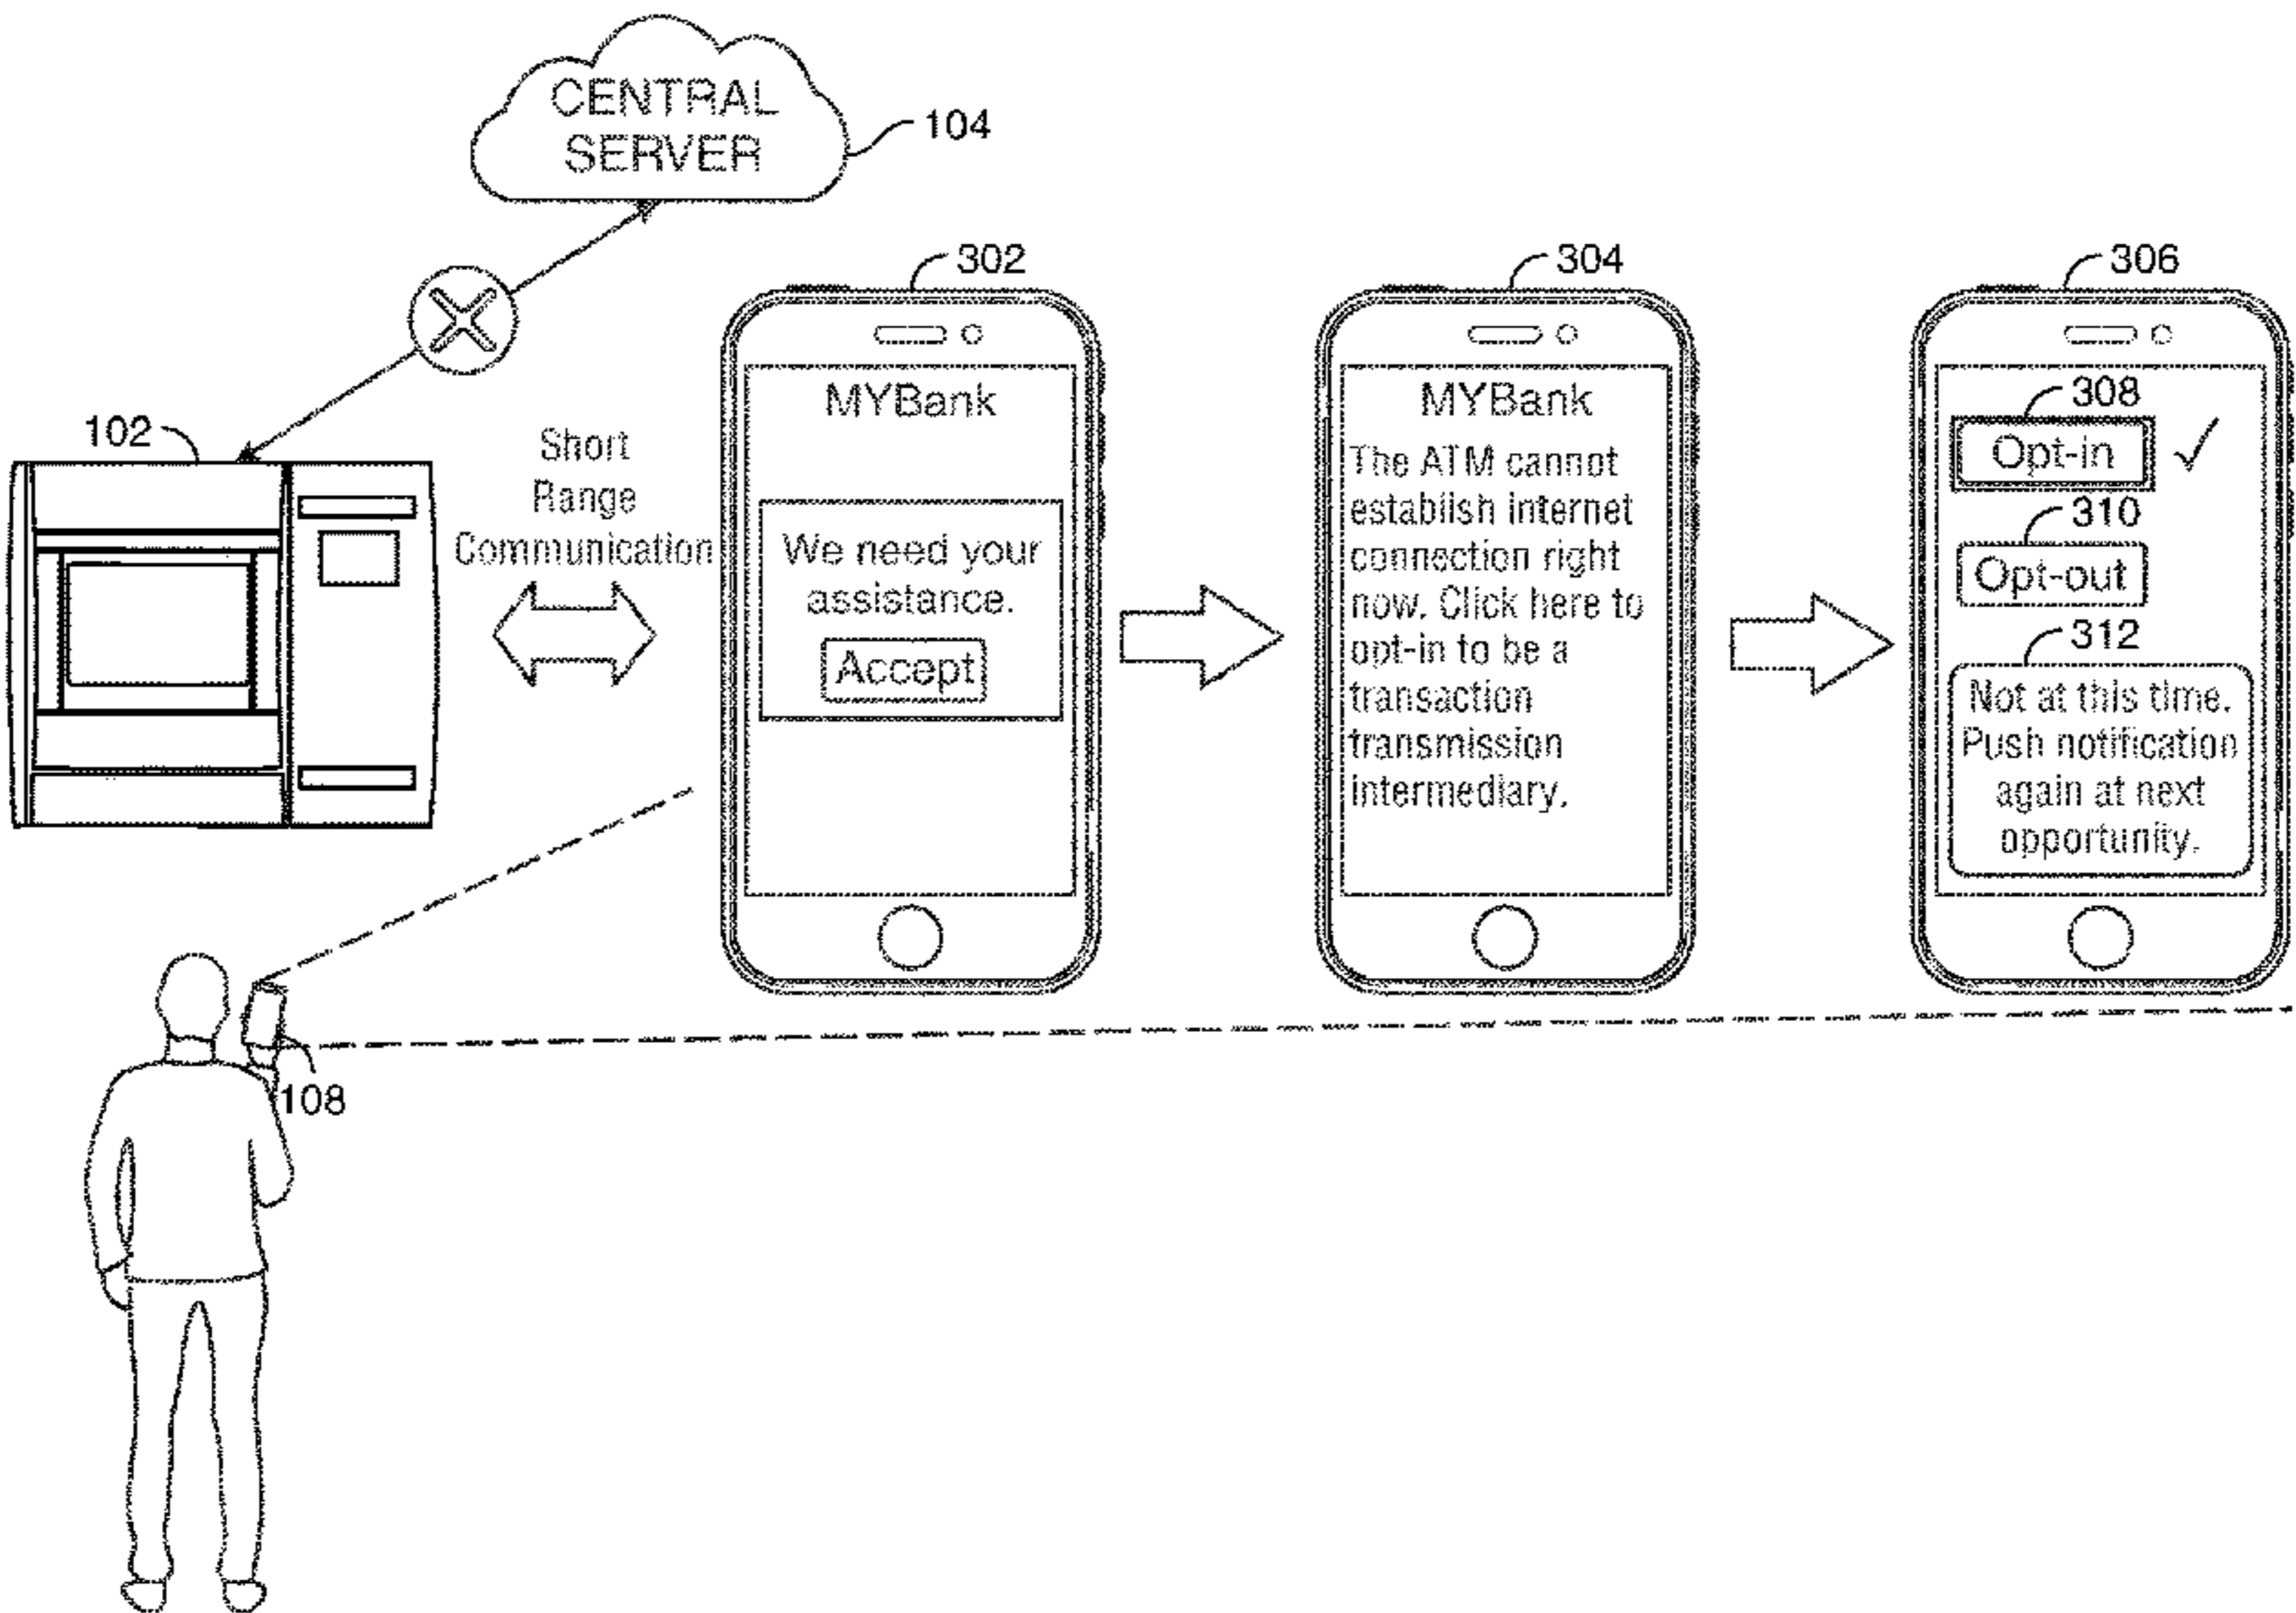 CENTRAL
SERVER
104
102
Short
Range
Communication
302
MYBank
We need your
assistance.
Accept
304
MYBank
The ATM cannot
establish internet
connection right
now. Click here to
opt-in to be a
transaction
transmission
intermediary.
306
308
Opt-in
310
Opt-out
312
Not at this time.
Push notification
again at next
opportunity.
108